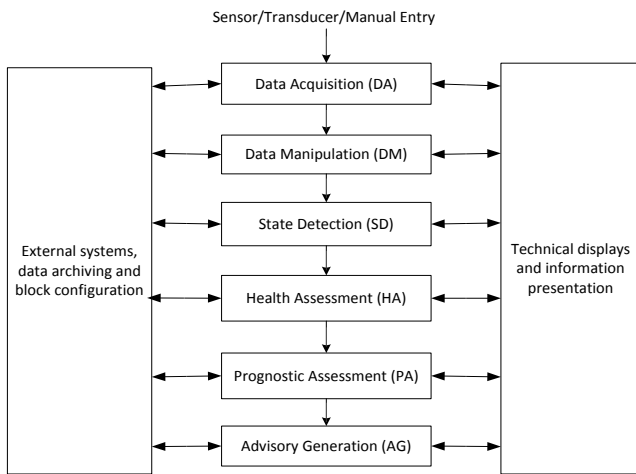 Sensor/Transducer/Manual Entry
Data Acquisition (DA)
Data Manipulation (DM)
State Detection (SD)
External systems,
data archiving and
block configuration
Technical displays
and information
presentation
Health Assessment (HA)
Prognostic Assessment (PA)
Advisory Generation (AG)